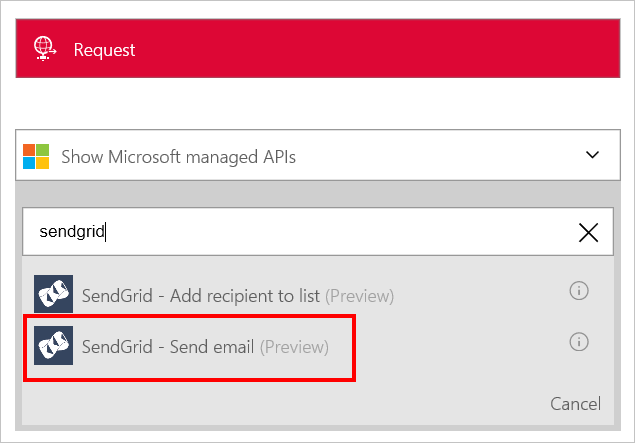 Request
Show Microsoft managed APIs
sendgrid
SendGrid - Add recipient to list (Preview)
SendGrid - Send email (Preview)
Cancel